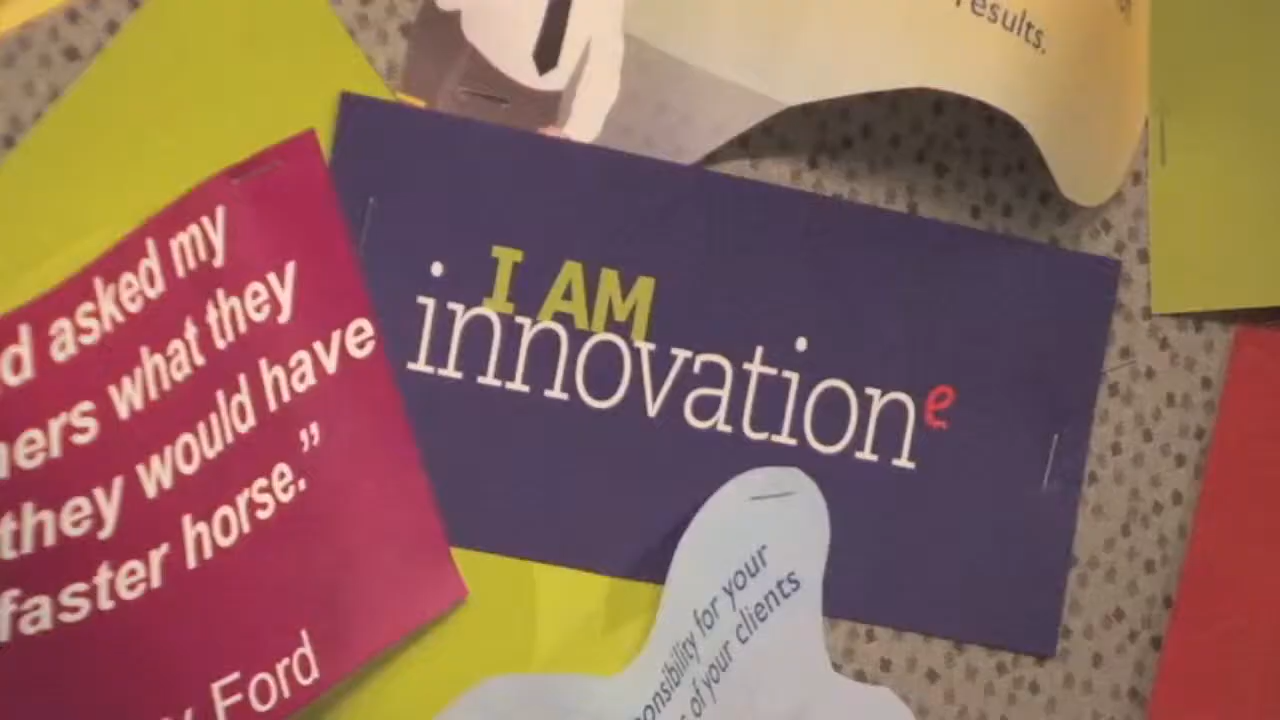 results.
I AM
innovation e
d asked my
ers what they
they would have
faster horse.”
Ford
onsibility for your
of your clients